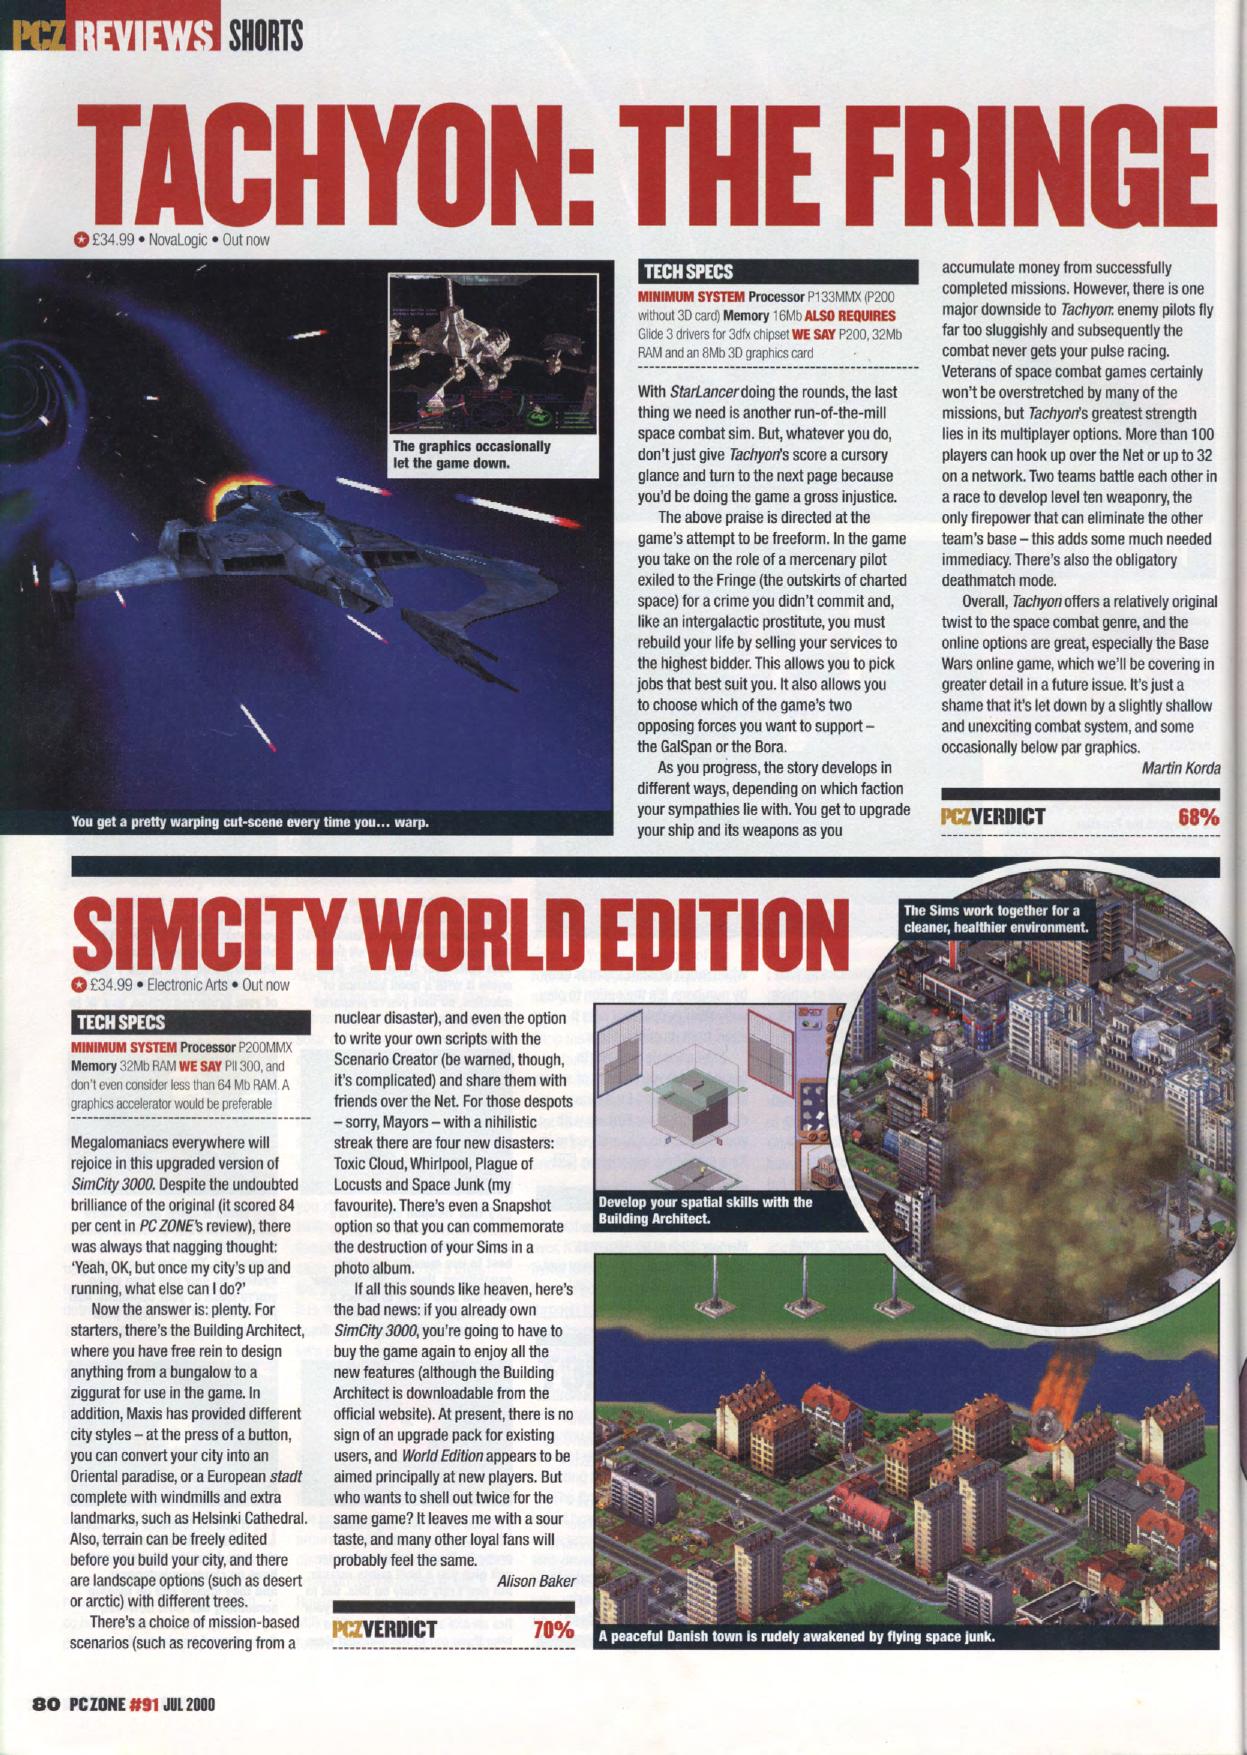 PCZ REVIEWS SHORTS
TACHYON: THE FRINGE
£34.99 • NovaLogic • Out now
The graphics occasionally
let the game down.
You get a pretty warping cut-scene every time you... warp.
TECH SPECS
MINIMUM SYSTEM Processor P133MMX (P200
without 3D card) Memory 16Mb ALSO REQUIRES
Glide 3 drivers for 3dfx chipset WE SAY P200, 32Mb
RAM and an 8Mb 3D graphics card
With StarLancer doing the rounds, the last
thing we need is another run-of-the-mill
space combat sim. But, whatever you do,
don't just give Tachyon's score a cursory
glance and turn to the next page because
you'd be doing the game a gross injustice.
The above praise is directed at the
game's attempt to be freeform. In the game
you take on the role of a mercenary pilot
exiled to the Fringe (the outskirts of charted
space) for a crime you didn't commit and,
like an intergalactic prostitute, you must
rebuild your life by selling your services to
the highest bidder. This allows you to pick
jobs that best suit you. It also allows you
to choose which of the game's two
opposing forces you want to support –
the GalSpan or the Bora.
As you progress, the story develops in
different ways, depending on which faction
your sympathies lie with. You get to upgrade
your ship and its weapons as you
accumulate money from successfully
completed missions. However, there is one
major downside to Tachyon: enemy pilots fly
far too sluggishly and subsequently the
combat never gets your pulse racing.
Veterans of space combat games certainly
won't be overstretched by many of the
missions, but Tachyon's greatest strength
lies in its multiplayer options. More than 100
players can hook up over the Net or up to 32
on a network. Two teams battle each other in
a race to develop level ten weaponry, the
only firepower that can eliminate the other
team's base – this adds some much needed
immediacy. There's also the obligatory
deathmatch mode.
Overall, Tachyon offers a relatively original
twist to the space combat genre, and the
online options are great, especially the Base
Wars online game, which we'll be covering in
greater detail in a future issue. It's just a
shame that it's let down by a slightly shallow
and unexciting combat system, and some
occasionally below par graphics.
Martin Korda
PCZVERDICT 68%
SIMCITY WORLD EDITION
£34.99 • Electronic Arts • Out now
TECH SPECS
MINIMUM SYSTEM Processor P200MMX
Memory 32Mb RAM WE SAY PII 300, and
don't even consider less than 64 Mb RAM. A
graphics accelerator would be preferable
Megalomaniacs everywhere will
rejoice in this upgraded version of
SimCity 3000. Despite the undoubted
brilliance of the original (it scored 84
per cent in PC ZONE's review), there
was always that nagging thought:
'Yeah, OK, but once my city's up and
running, what else can I do?'
Now the answer is: plenty. For
starters, there's the Building Architect,
where you have free rein to design
anything from a bungalow to a
ziggurat for use in the game. In
addition, Maxis has provided different
city styles – at the press of a button,
you can convert your city into an
Oriental paradise, or a European stadt
complete with windmills and extra
landmarks, such as Helsinki Cathedral.
Also, terrain can be freely edited
before you build your city, and there
are landscape options (such as desert
or arctic) with different trees.
There's a choice of mission-based
scenarios (such as recovering from a
nuclear disaster), and even the option
to write your own scripts with the
Scenario Creator (be warned, though,
it's complicated) and share them with
friends over the Net. For those despots
– sorry, Mayors – with a nihilistic
streak there are four new disasters:
Toxic Cloud, Whirlpool, Plague of
Locusts and Space Junk (my
favourite). There's even a Snapshot
option so that you can commemorate
the destruction of your Sims in a
photo album.
If all this sounds like heaven, here's
the bad news: if you already own
SimCity 3000, you're going to have to
buy the game again to enjoy all the
new features (although the Building
Architect is downloadable from the
official website). At present, there is no
sign of an upgrade pack for existing
users, and World Edition appears to be
aimed principally at new players. But
who wants to shell out twice for the
same game? It leaves me with a sour
taste, and many other loyal fans will
probably feel the same.
Alison Baker
PCZVERDICT 70%
The Sims work together for a
cleaner, healthier environment.
Develop your spatial skills with the
Building Architect.
A peaceful Danish town is rudely awakened by flying space junk.
80 PC ZONE #91 JUL 2000